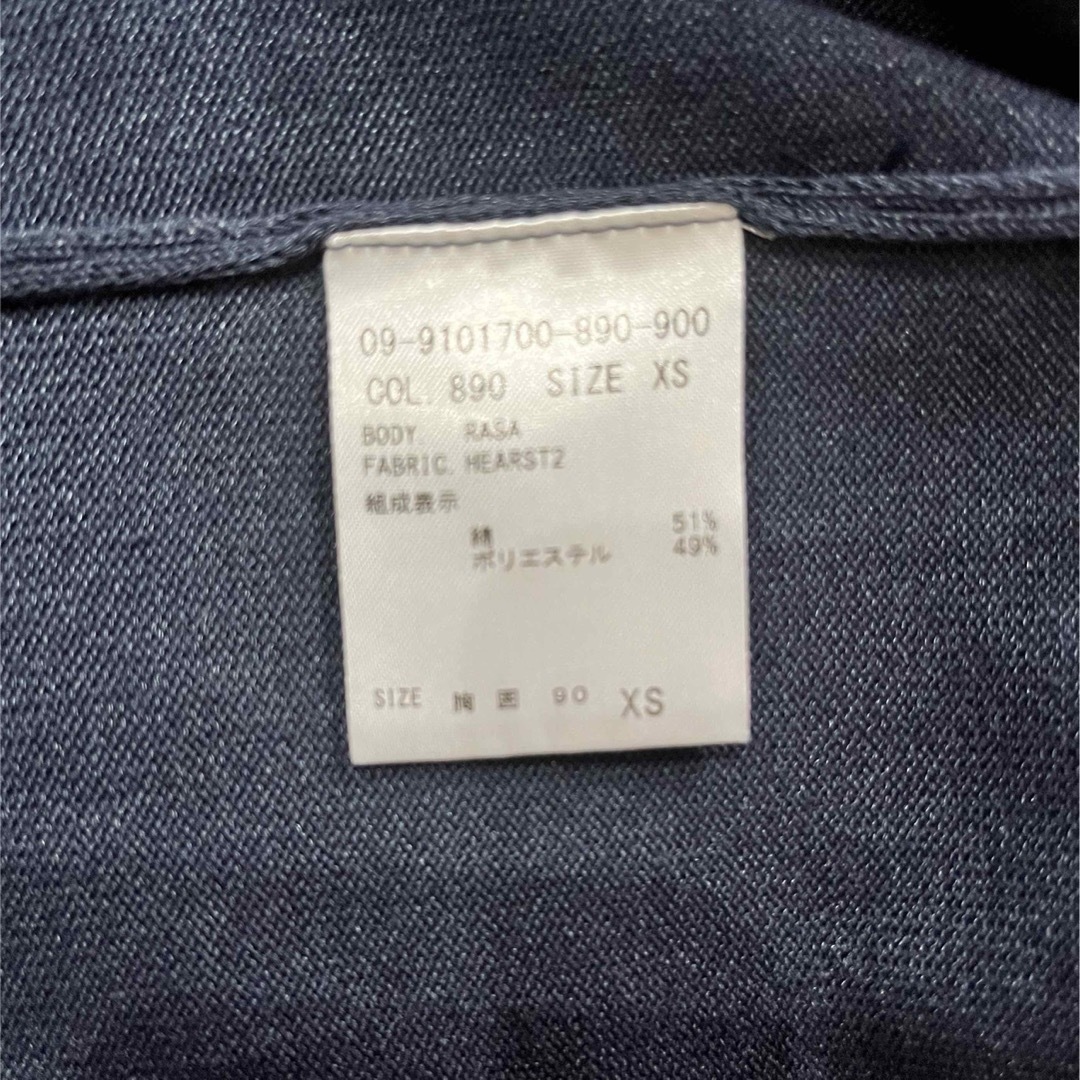 09-9101700-890-900
COL. 890 SIZE XS
BODY. RASA
FABRIC. HEARST2
組成表示
綿 51%
ポリエステル 49%
SIZE 胸囲 90 XS